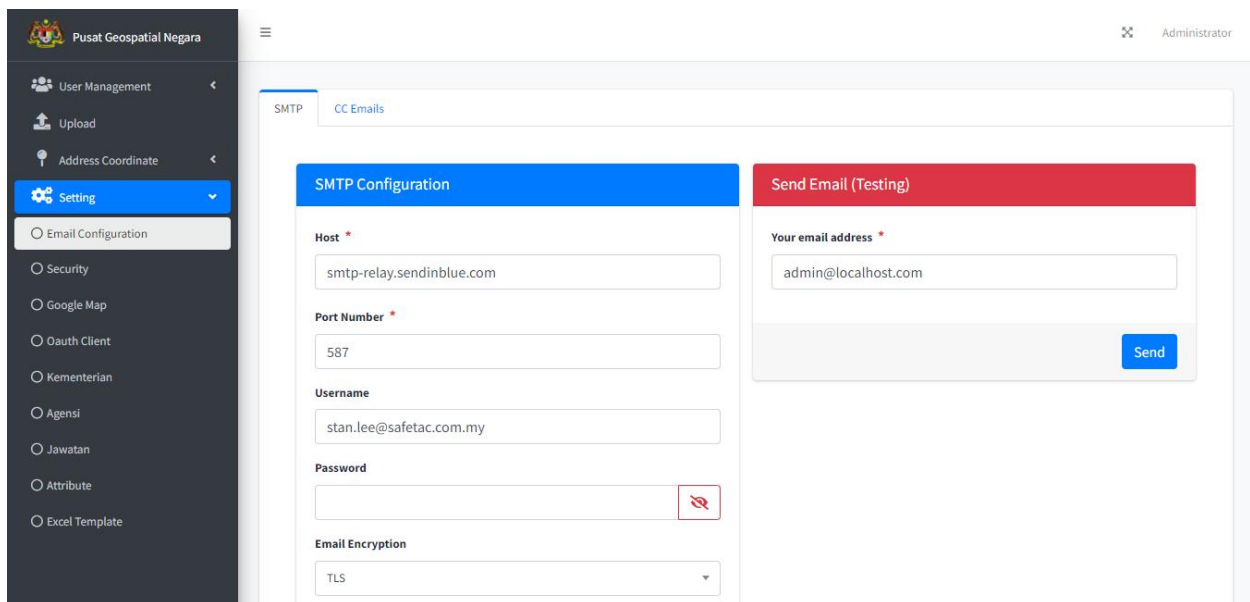 Pusat Geospatial Negara
Administrator
User Management
Upload
Address Coordinate
Setting
Email Configuration
Security
Google Map
Oauth Client
Kementerian
Agensi
Jawatan
Attribute
Excel Template
SMTP
CC Emails
SMTP Configuration
Host *
smtp-relay.sendinblue.com
Port Number *
587
Username
stan.lee@safetac.com.my
Password
Email Encryption
TLS
Send Email (Testing)
Your email address *
admin@localhost.com
Send